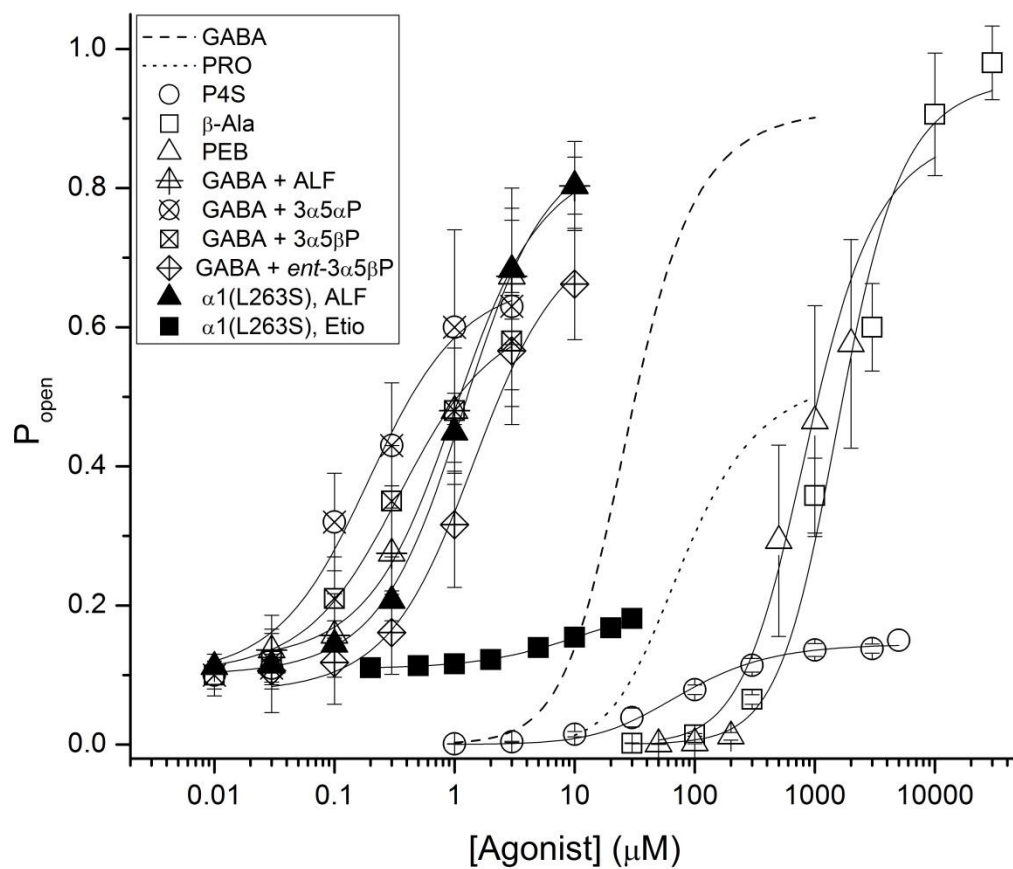 GABA
PRO
P4S
β-Ala
PEB
GABA + ALF
GABA + 3α5αP
GABA + 3α5βP
GABA + ent-3α5βP
α1(L263S), ALF
α1(L263S), Etio
1.0
0.8
0.6
0.4
0.2
0.0
P_open
0.01 0.1 1 10 100 1000 10000
[Agonist] (μM)